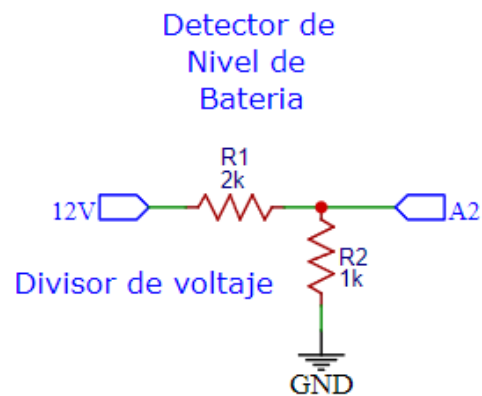 Detector de
Nivel de
Bateria
R1
2k
12V
A2
R2
1k
Divisor de voltaje
GND